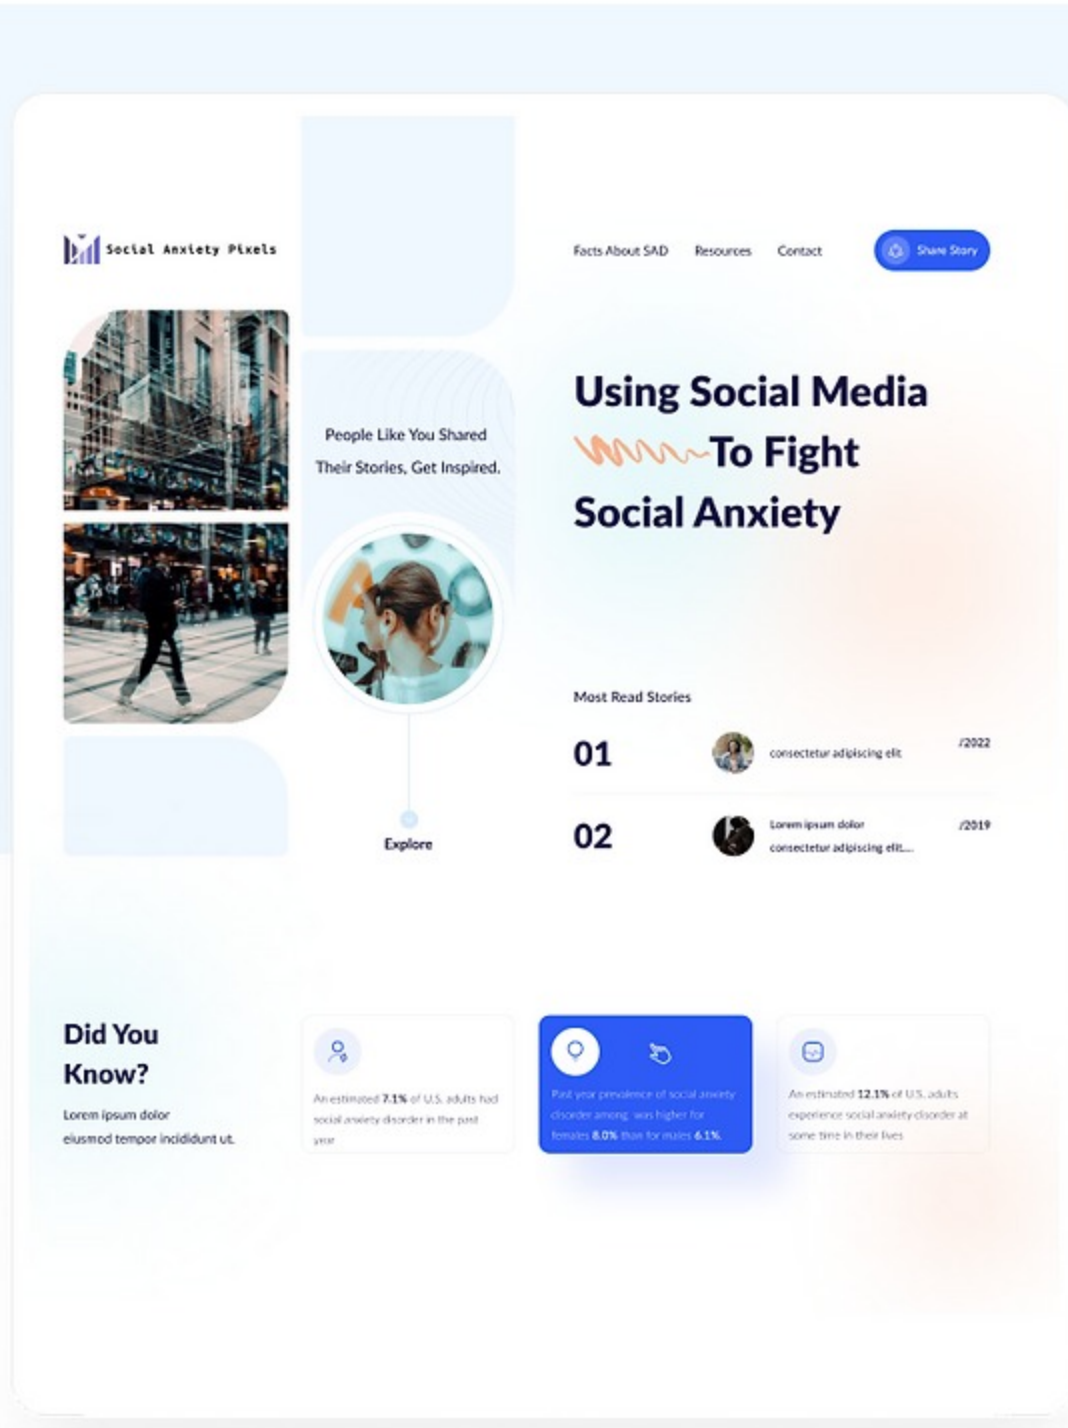 Social Anxiety Pixels
Facts About SAD
Resources
Contact
Share Story
People Like You Shared
Their Stories, Get Inspired.
Explore
Using Social Media
To Fight
Social Anxiety
Most Read Stories
01
consectetur adipiscing elit
/2022
02
Lorem ipsum dolor
consectetur adipiscing elit....
/2019
Did You
Know?
Lorem ipsum dolor
eiusmod tempor incididunt ut.
An estimated 7.1% of U.S. adults had
social anxiety disorder in the past
year
Past year prevalence of social anxiety
disorder among was higher for
females 8.0% than for males 6.1%.
An estimated 12.1% of U.S. adults
experience social anxiety disorder at
some time in their lives